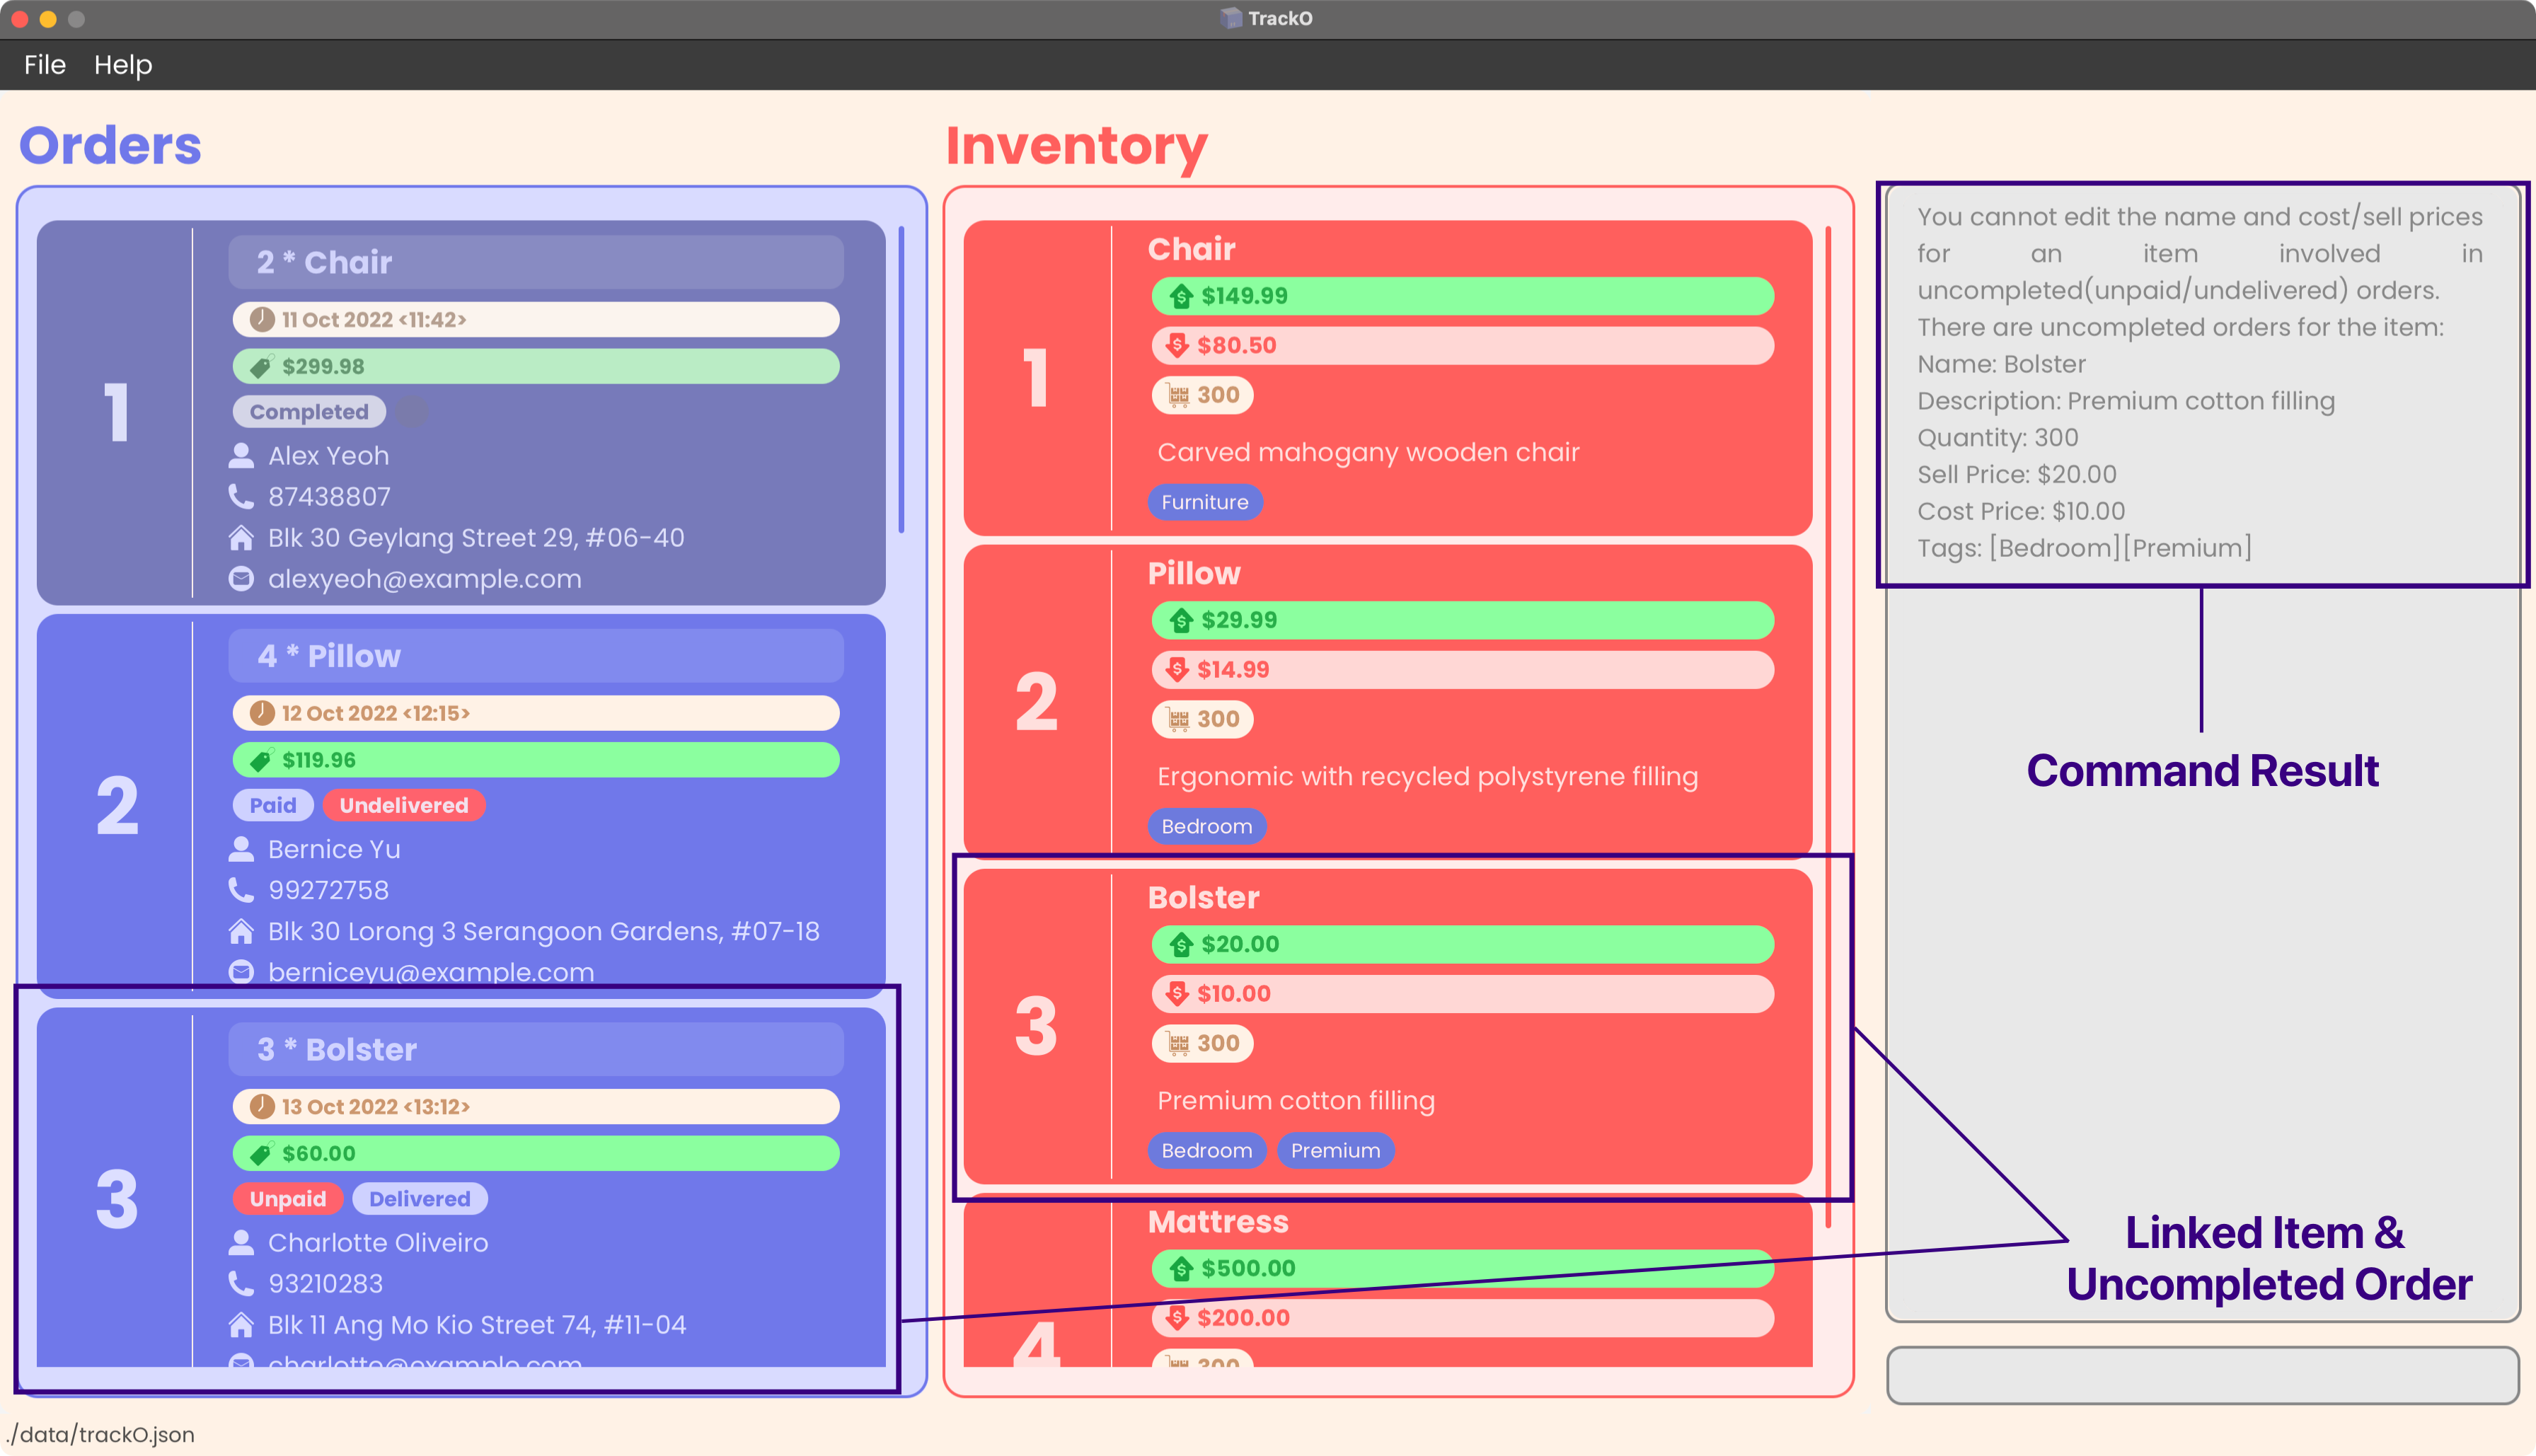 TrackO
File Help
Orders
1
2 * Chair
11 Oct 2022 <11:42>
$299.98
Completed
Alex Yeoh
87438807
Blk 30 Geylang Street 29, #06-40
alexyeoh@example.com
2
4 * Pillow
12 Oct 2022 <12:15>
$119.96
Paid Undelivered
Bernice Yu
99272758
Blk 30 Lorong 3 Serangoon Gardens, #07-18
berniceyu@example.com
3
3 * Bolster
13 Oct 2022 <13:12>
$60.00
Unpaid Delivered
Charlotte Oliveiro
93210283
Blk 11 Ang Mo Kio Street 74, #11-04
charlotte@example.com
Inventory
1
Chair
$149.99
$80.50
300
Carved mahogany wooden chair
Furniture
2
Pillow
$29.99
$14.99
300
Ergonomic with recycled polystyrene filling
Bedroom
3
Bolster
$20.00
$10.00
300
Premium cotton filling
Bedroom Premium
4
Mattress
$500.00
$200.00
300
You cannot edit the name and cost/sell prices
for an item involved in
uncompleted(unpaid/undelivered) orders.
There are uncompleted orders for the item:
Name: Bolster
Description: Premium cotton filling
Quantity: 300
Sell Price: $20.00
Cost Price: $10.00
Tags: [Bedroom][Premium]
Command Result
Linked Item &
Uncompleted Order
./data/trackO.json